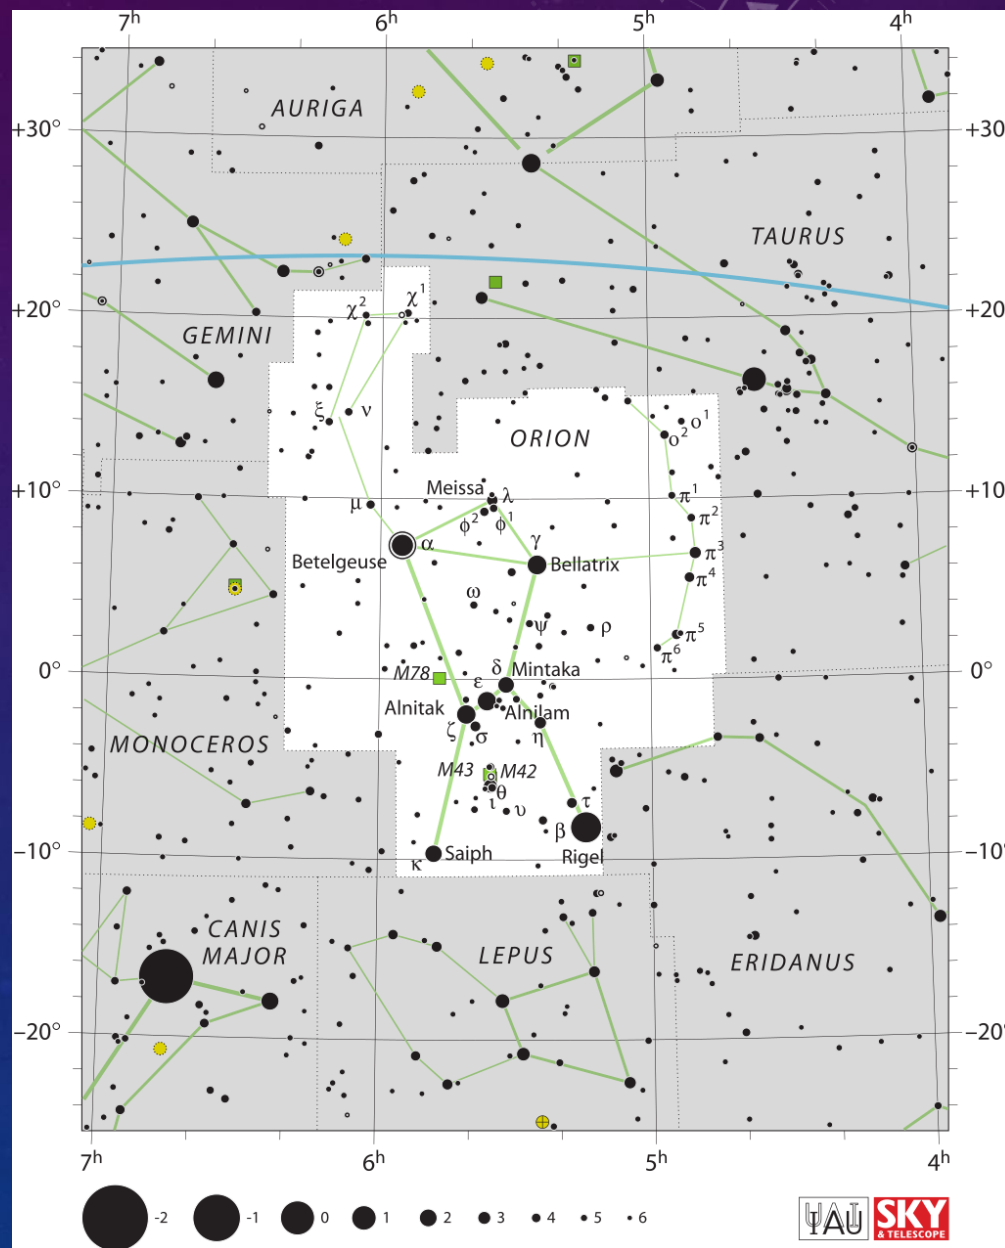 7h 6h 5h 4h
AURIGA
+30° +30
TAURUS
+20° +20
χ² χ¹
GEMINI
ξ ν
ο¹
ο²
ORION
+10° +10
Meissa λ
μ
π¹
φ² φ¹
π²
α γ
π³
Betelgeuse Bellatrix
π⁴
ω
ψ ρ
π⁵
π⁶
0° 0°
M78 δ Mintaka
ε
Alnitak Alnilam
ζ σ η
MONOCEROS
M43 M42
θ
ι υ τ
β
-10° -10°
κ Saiph Rigel
CANIS
MAJOR
LEPUS ERIDANUS
-20° -20°
7h 6h 5h 4h
-2 -1 0 1 2 3 4 5 6
IAU
SKY
& TELESCOPE